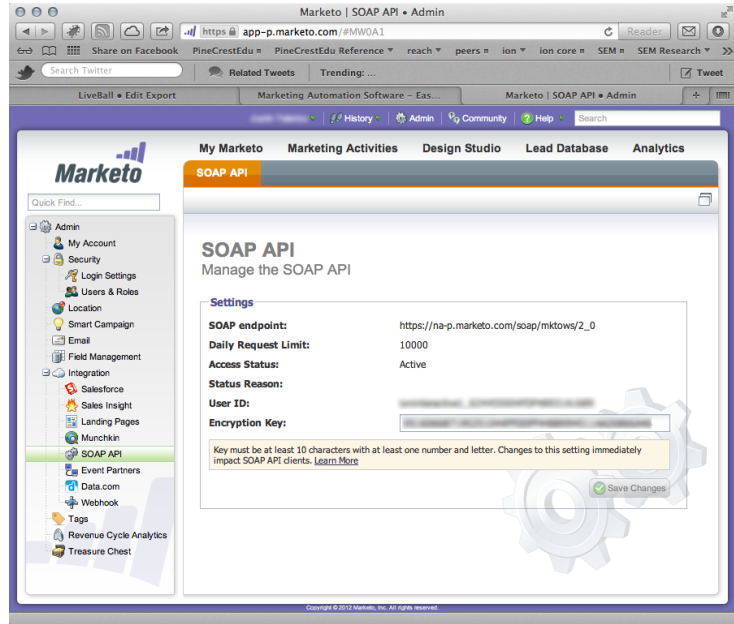 Marketo | SOAP API • Admin
https app-p.marketo.com/#MW0A1 Reader
Share on Facebook PineCrestEdu PineCrestEdu Reference reach peers ion ion core SEM SEM Research
Search Twitter Related Tweets Trending: ... Tweet
LiveBall • Edit Export Marketing Automation Software – Eas... Marketo | SOAP API • Admin
History Admin Community Help Search
Marketo
My Marketo Marketing Activities Design Studio Lead Database Analytics
SOAP API
Quick Find...
Admin
My Account
Security
Login Settings
Users & Roles
Location
Smart Campaign
Email
Field Management
Integration
Salesforce
Sales Insight
Landing Pages
Munchkin
SOAP API
Event Partners
Data.com
Webhook
Tags
Revenue Cycle Analytics
Treasure Chest
SOAP API
Manage the SOAP API
Settings
SOAP endpoint: https://na-p.marketo.com/soap/mktows/2_0
Daily Request Limit: 10000
Access Status: Active
Status Reason:
User ID:
Encryption Key:
Key must be at least 10 characters with at least one number and letter. Changes to this setting immediately
impact SOAP API clients. Learn More
Save Changes
Copyright © 2012 Marketo, Inc. All rights reserved.